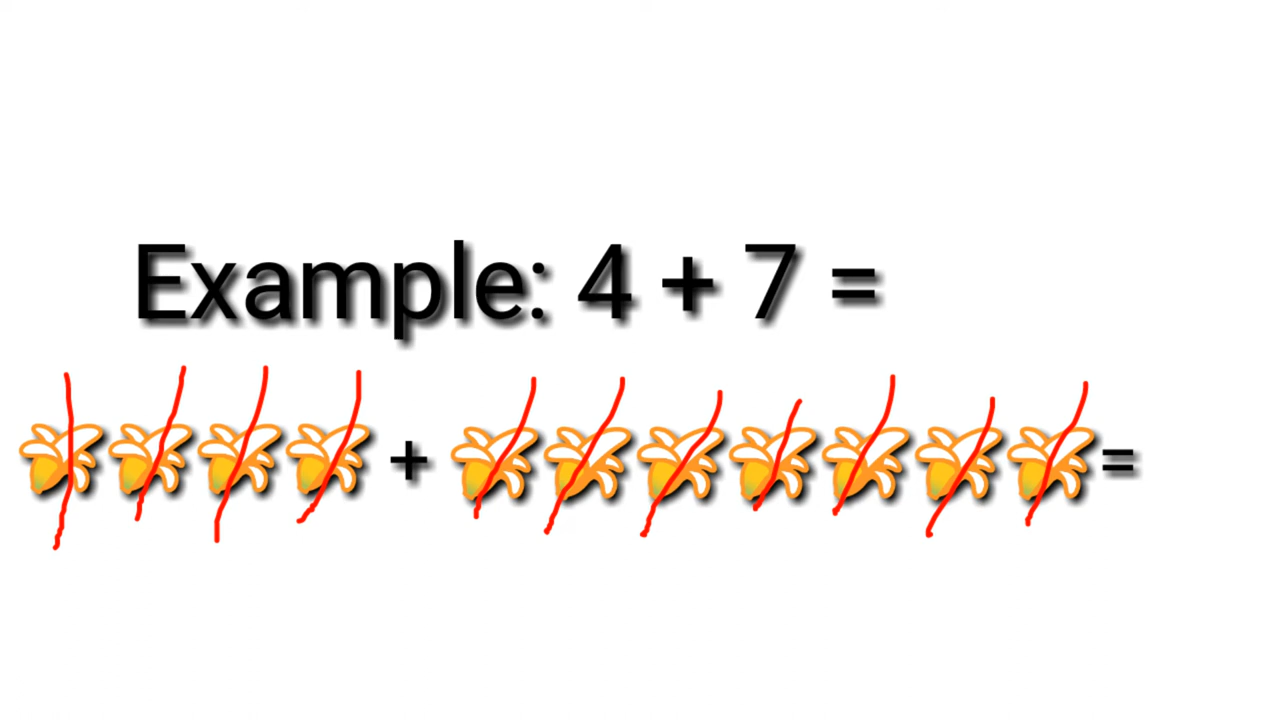 Example: 4 + 7 =
+ =